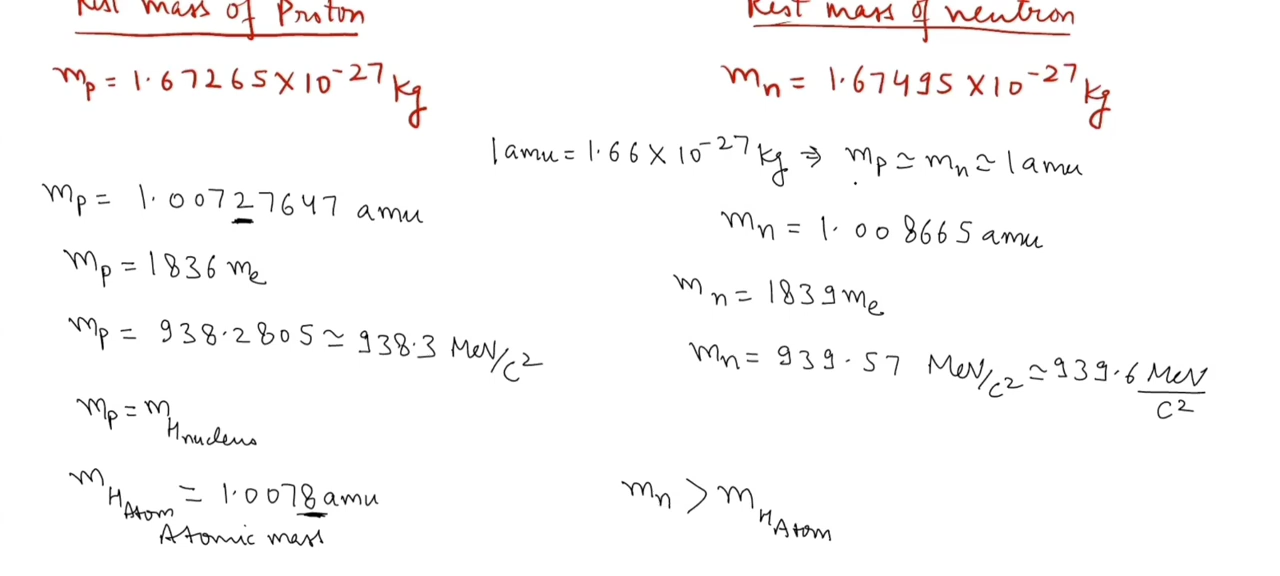 Rest mass of Proton
Rest mass of neutron
mp = 1.67265 X 10^-27 kg
mn = 1.67495 X 10^-27 kg
1 amu = 1.66 X 10^-27 kg ⇒ mp ≃ mn ≃ 1 amu
mp = 1.00727647 amu
mn = 1.008665 amu
mp = 1836 me
mn = 1839 me
mp = 938.2805 ≃ 938.3 MeV/c²
mn = 939.57 MeV/c² ≃ 939.6 MeV/C²
mp = m H nucleus
m H Atom = 1.0078 amu
Atomic mass
mn > m H Atom